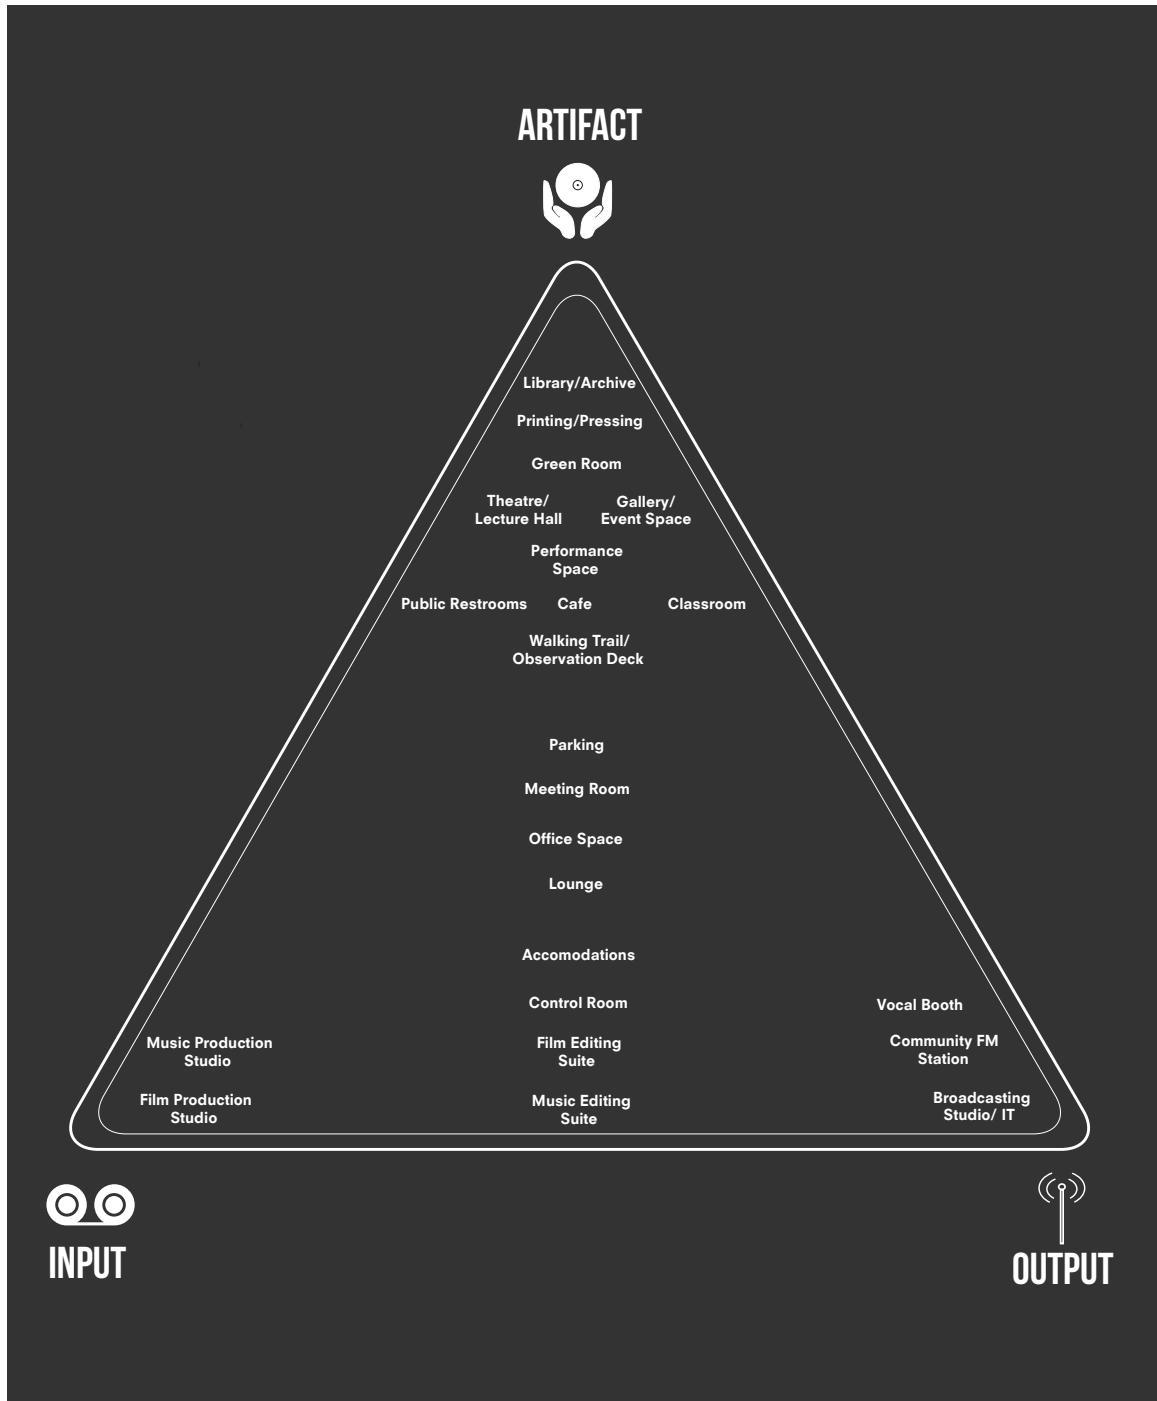 ARTIFACT
Library/Archive
Printing/Pressing
Green Room
Theatre/
Lecture Hall
Gallery/
Event Space
Performance
Space
Public Restrooms
Cafe
Classroom
Walking Trail/
Observation Deck
Parking
Meeting Room
Office Space
Lounge
Accomodations
Control Room
Vocal Booth
Music Production
Studio
Film Editing
Suite
Community FM
Station
Film Production
Studio
Music Editing
Suite
Broadcasting
Studio/ IT
INPUT
OUTPUT